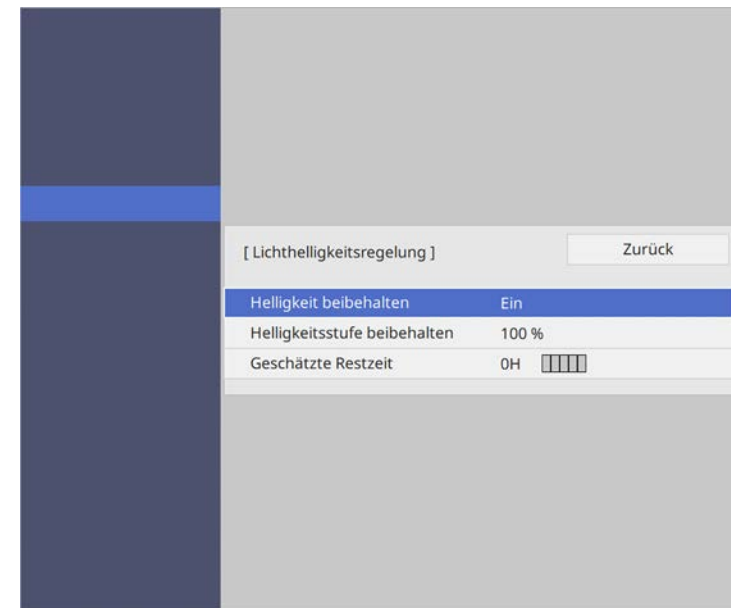 [ Lichthelligkeitsregelung ] Zurück
Helligkeit beibehalten Ein
Helligkeitsstufe beibehalten 100 %
Geschätzte Restzeit 0H